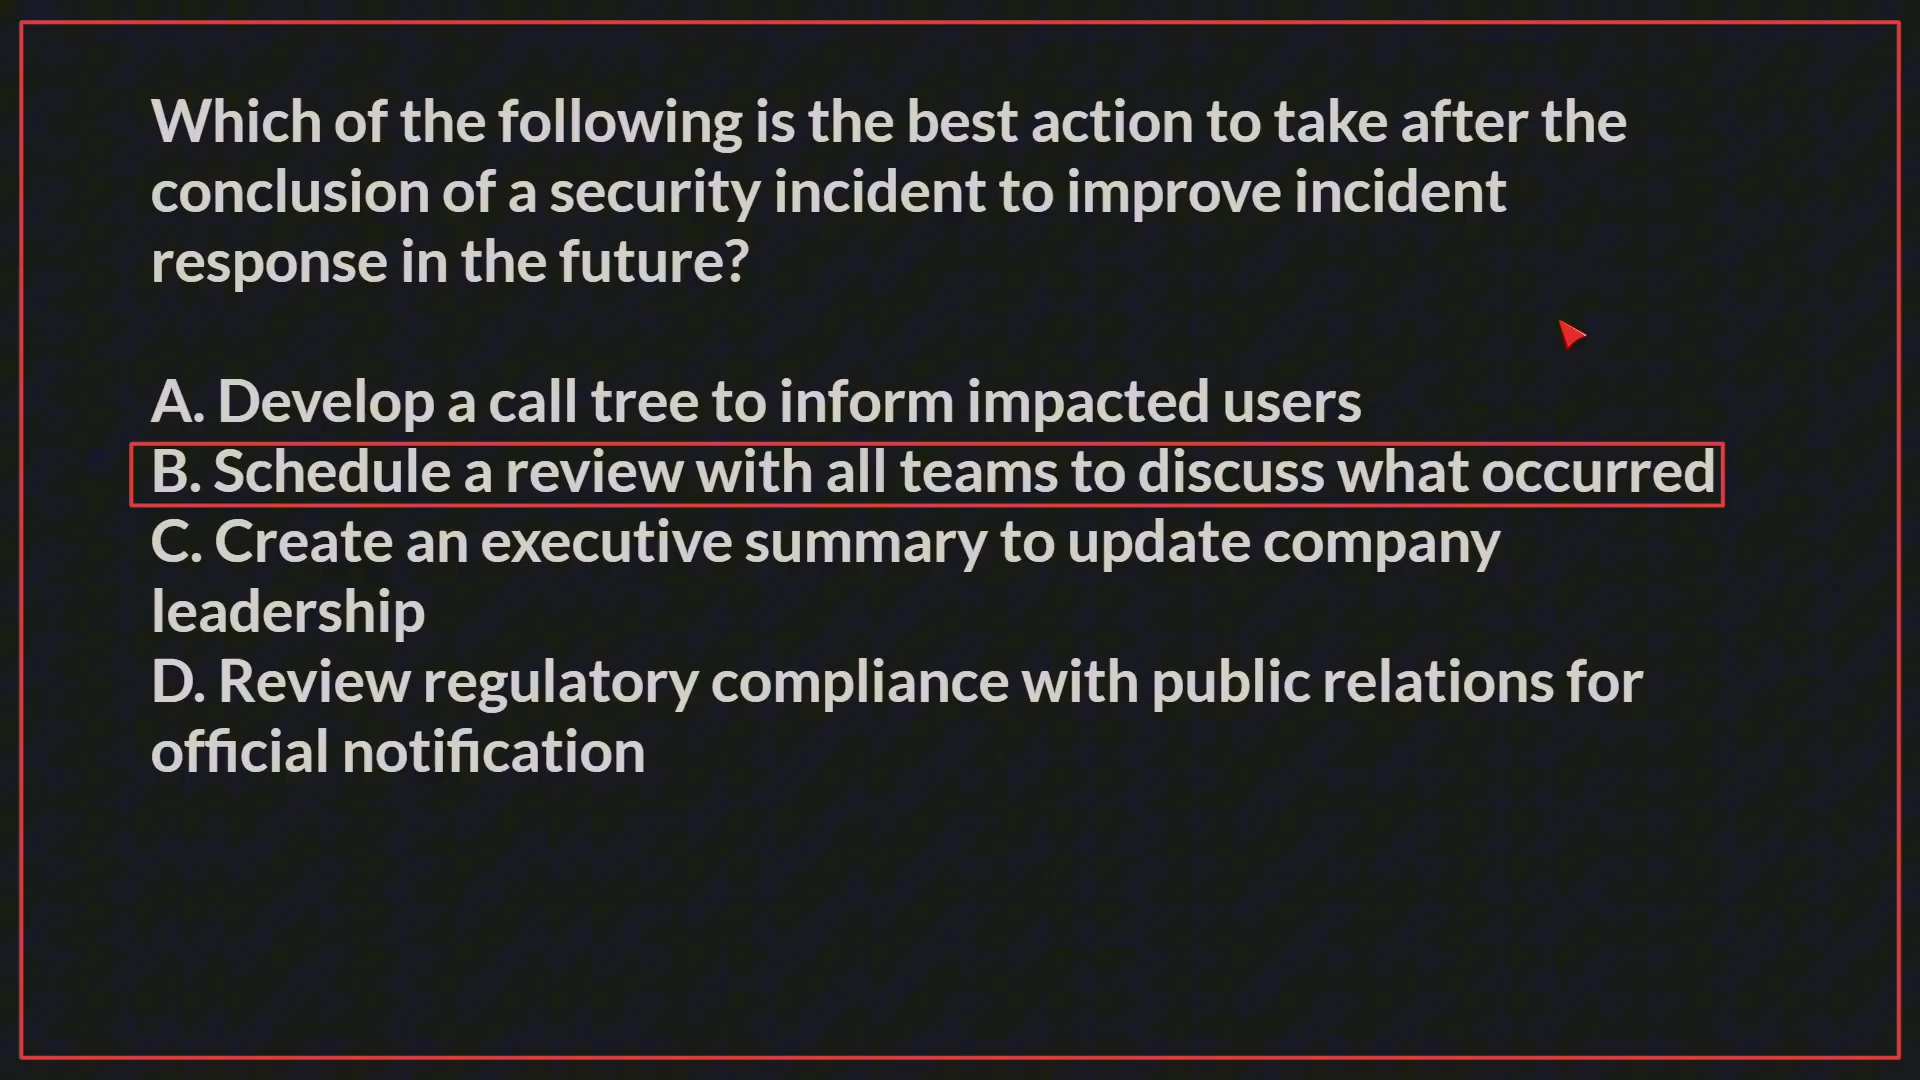 Which of the following is the best action to take after the
conclusion of a security incident to improve incident
response in the future?
A. Develop a call tree to inform impacted users
B. Schedule a review with all teams to discuss what occurred
C. Create an executive summary to update company
leadership
D. Review regulatory compliance with public relations for
official notification